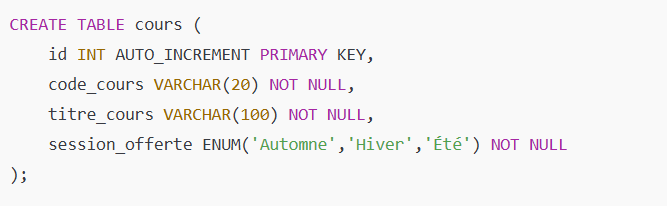 CREATE TABLE cours (
    id INT AUTO_INCREMENT PRIMARY KEY,
    code_cours VARCHAR(20) NOT NULL,
    titre_cours VARCHAR(100) NOT NULL,
    session_offerte ENUM('Automne','Hiver','Été') NOT NULL
);